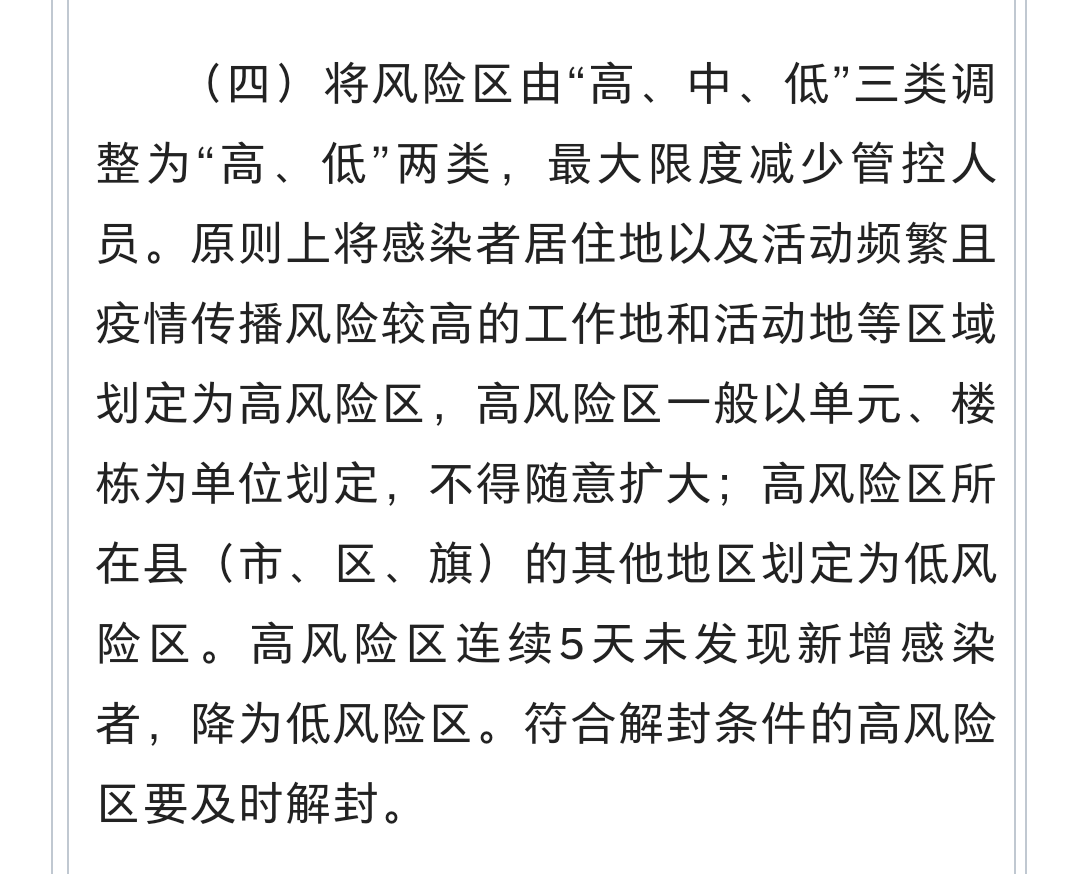 （四）将风险区由“高、中、低”三类调
整为“高、低”两类，最大限度减少管控人
员。原则上将感染者居住地以及活动频繁且
疫情传播风险较高的工作地和活动地等区域
划定为高风险区，高风险区一般以单元、楼
栋为单位划定，不得随意扩大；高风险区所
在县（市、区、旗）的其他地区划定为低风
险区。高风险区连续5天未发现新增感染
者，降为低风险区。符合解封条件的高风险
区要及时解封。